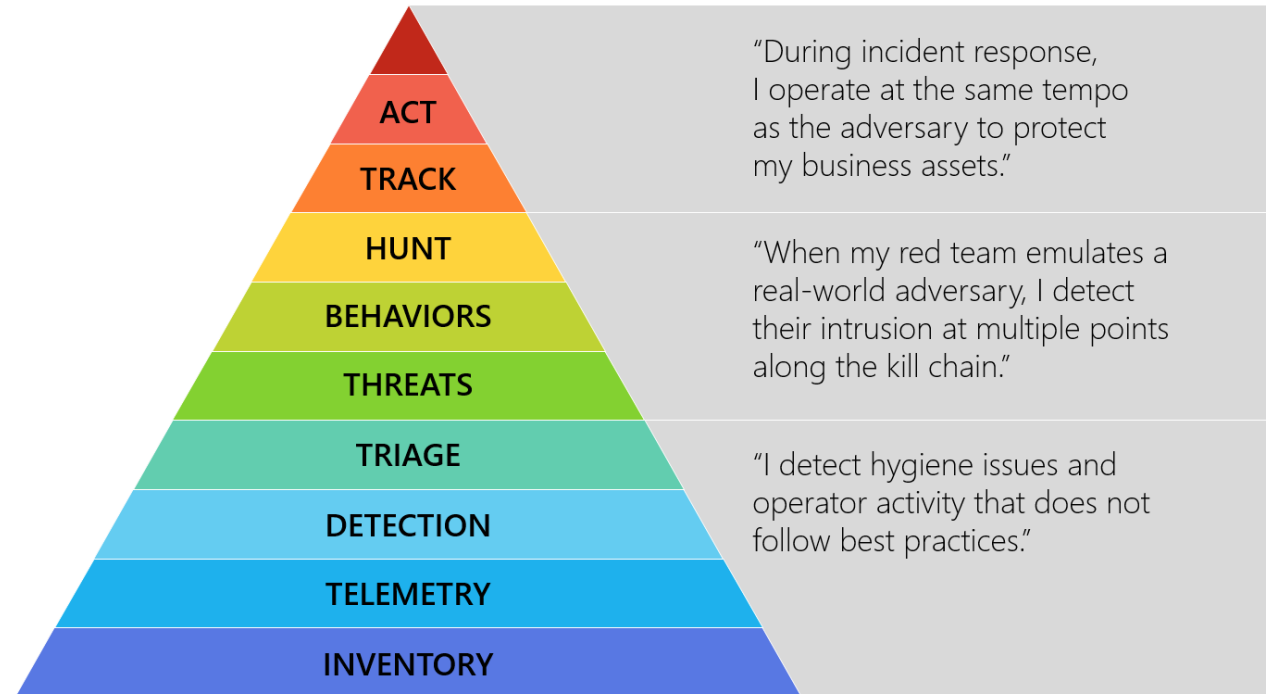 ACT
TRACK
HUNT
BEHAVIORS
THREATS
TRIAGE
DETECTION
TELEMETRY
INVENTORY
“During incident response,
I operate at the same tempo
as the adversary to protect
my business assets.”
“When my red team emulates a
real-world adversary, I detect
their intrusion at multiple points
along the kill chain.”
“I detect hygiene issues and
operator activity that does not
follow best practices.”